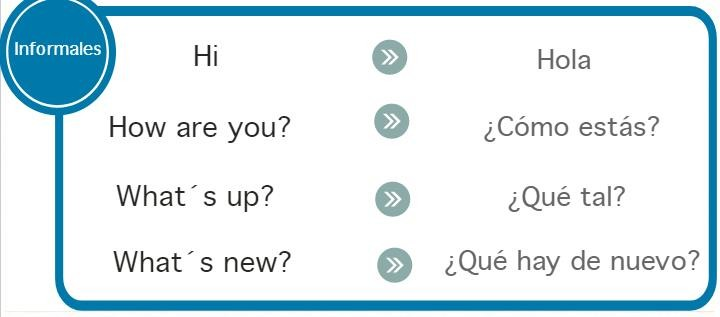 Informales
Hi » Hola
How are you? » ¿Cómo estás?
What´s up? » ¿Qué tal?
What´s new? » ¿Qué hay de nuevo?